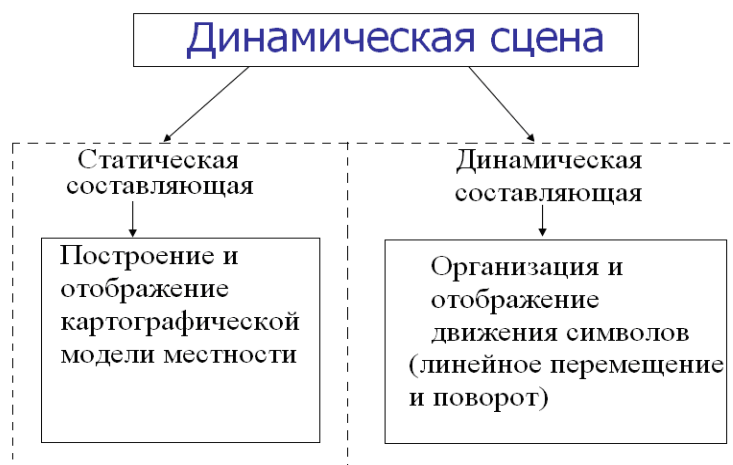 Динамическая сцена
Статическая
составляющая
Построение и
отображение
картографической
модели местности
Динамическая
составляющая
Организация и
отображение
движения символов
(линейное перемещение
и поворот)